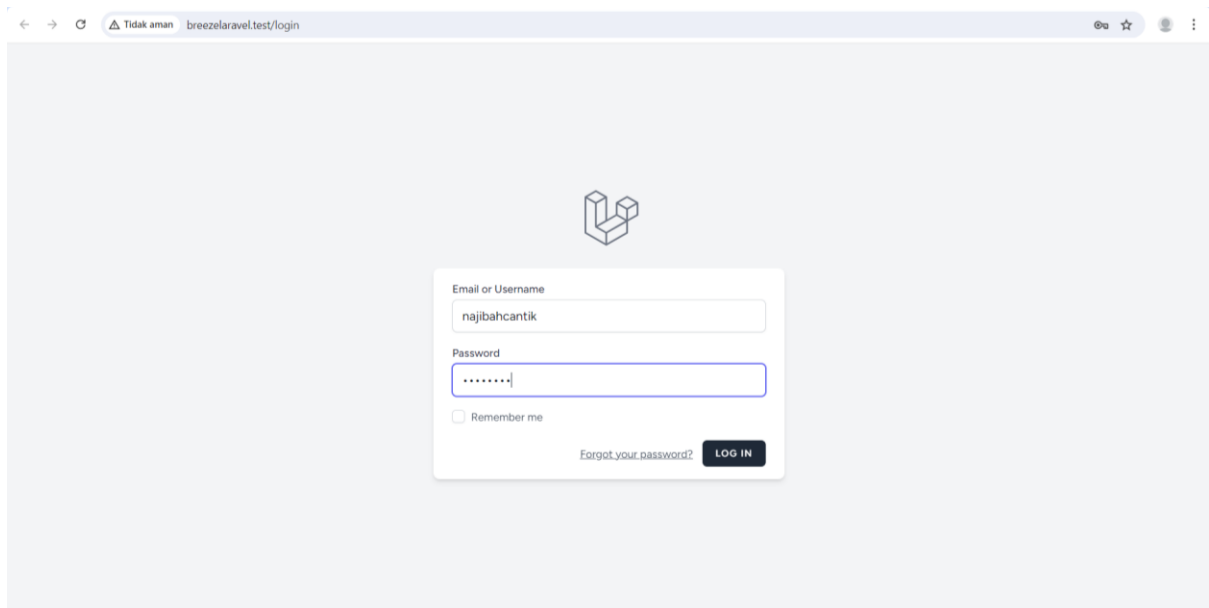 Tidak aman breezelaravel.test/login
Email or Username
najibahcantik
Password
••••••••
Remember me
Forgot your password? LOG IN